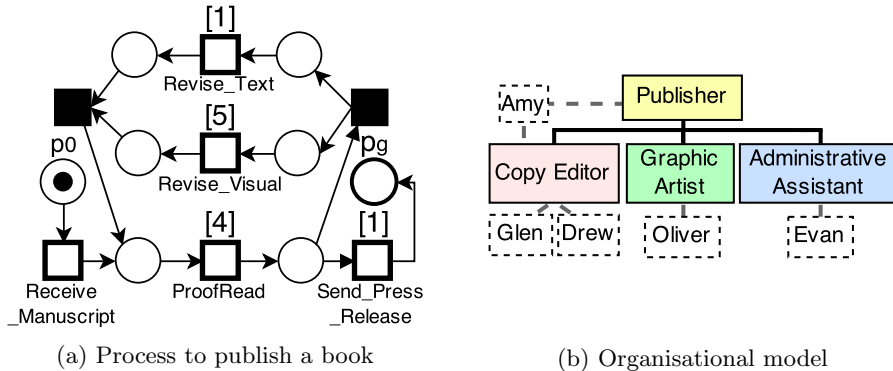 [1]
Revise_Text
[5]
Revise_Visual
p0
pg
[4]
[1]
Receive
_Manuscript
ProofRead
Send_Press
_Release
(a) Process to publish a book
Amy
Publisher
Copy Editor
Graphic
Artist
Administrative
Assistant
Glen
Drew
Oliver
Evan
(b) Organisational model